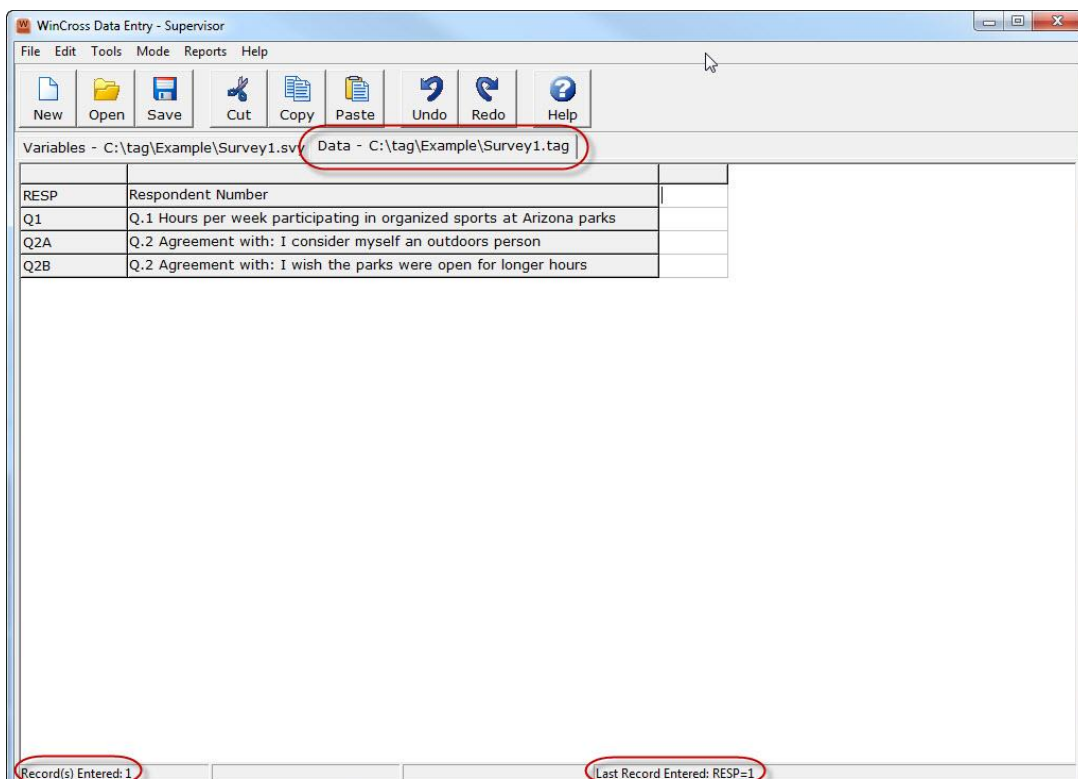 WinCross Data Entry - Supervisor
File Edit Tools Mode Reports Help
New Open Save Cut Copy Paste Undo Redo Help
Variables - C:\tag\Example\Survey1.svy Data - C:\tag\Example\Survey1.tag
RESP Respondent Number
Q1 Q.1 Hours per week participating in organized sports at Arizona parks
Q2A Q.2 Agreement with: I consider myself an outdoors person
Q2B Q.2 Agreement with: I wish the parks were open for longer hours
Record(s) Entered: 1 Last Record Entered: RESP=1